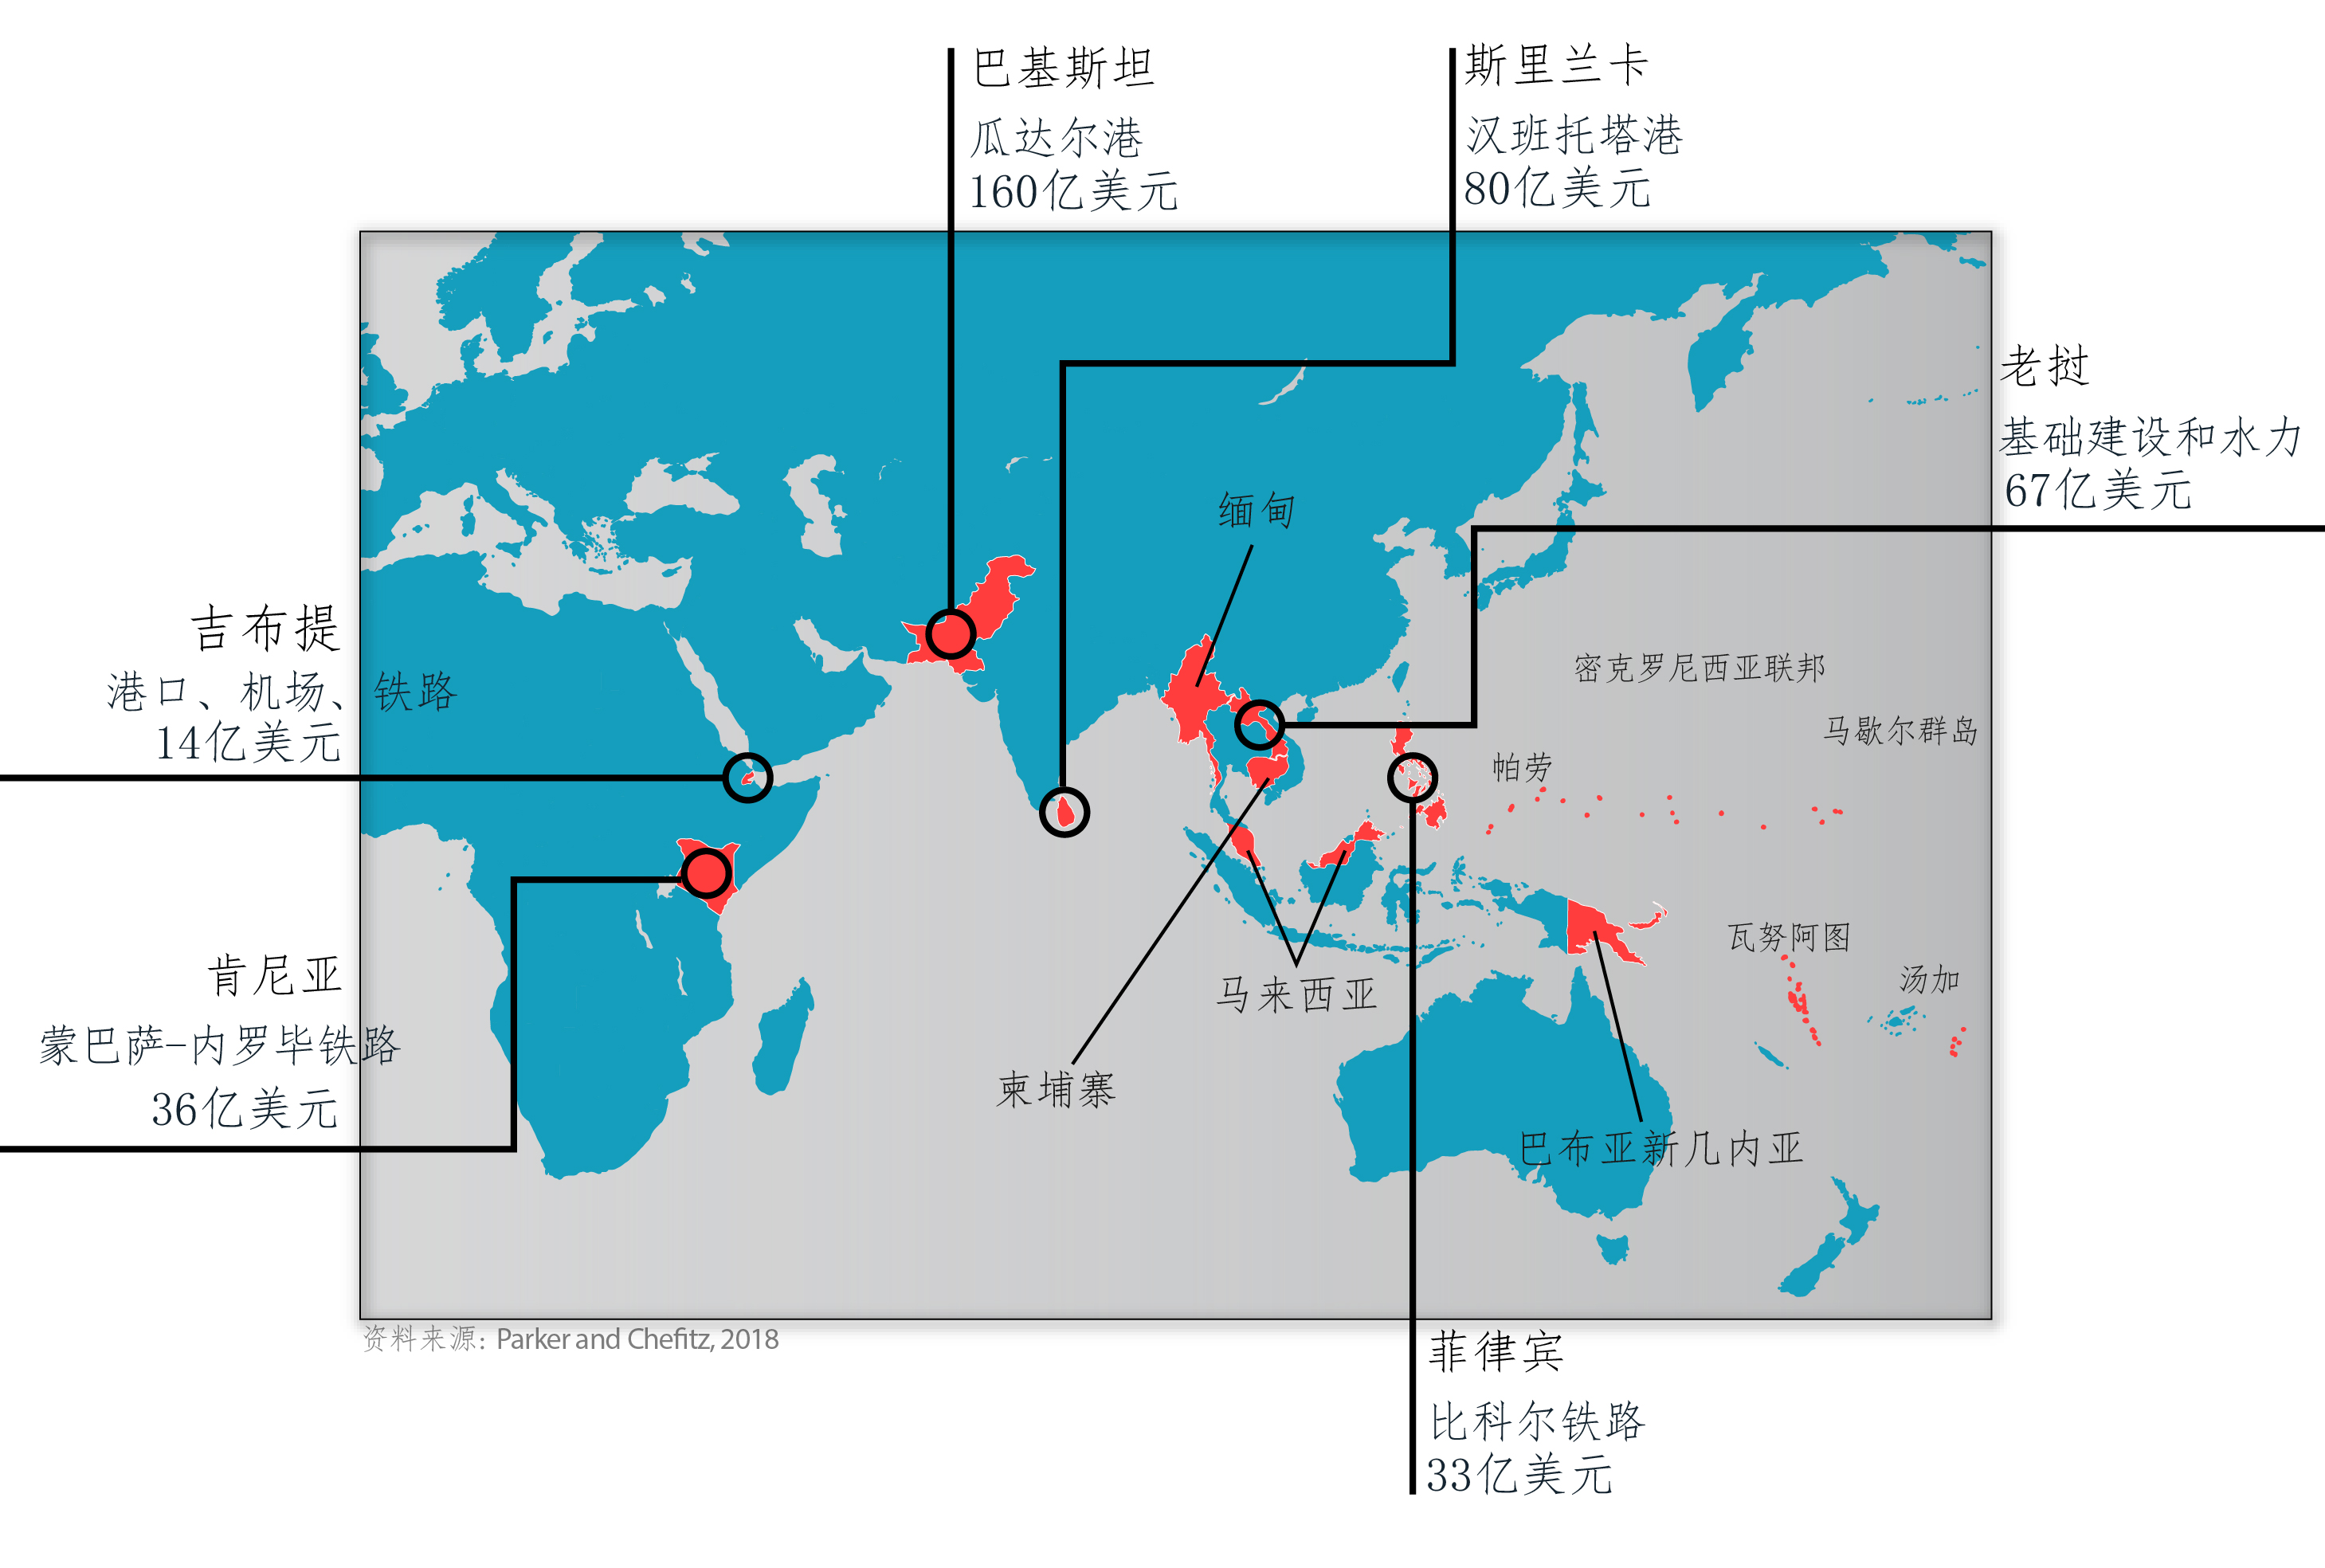 巴基斯坦
瓜达尔港
160亿美元
斯里兰卡
汉班托塔港
80亿美元
老挝
基础建设和水力
67亿美元
缅甸
吉布提
港口、机场、铁路
14亿美元
密克罗尼西亚联邦
马歇尔群岛
帕劳
肯尼亚
蒙巴萨-内罗毕铁路
36亿美元
瓦努阿图
汤加
马来西亚
柬埔寨
巴布亚新几内亚
资料来源: Parker and Chefitz, 2018
菲律宾
比科尔铁路
33亿美元